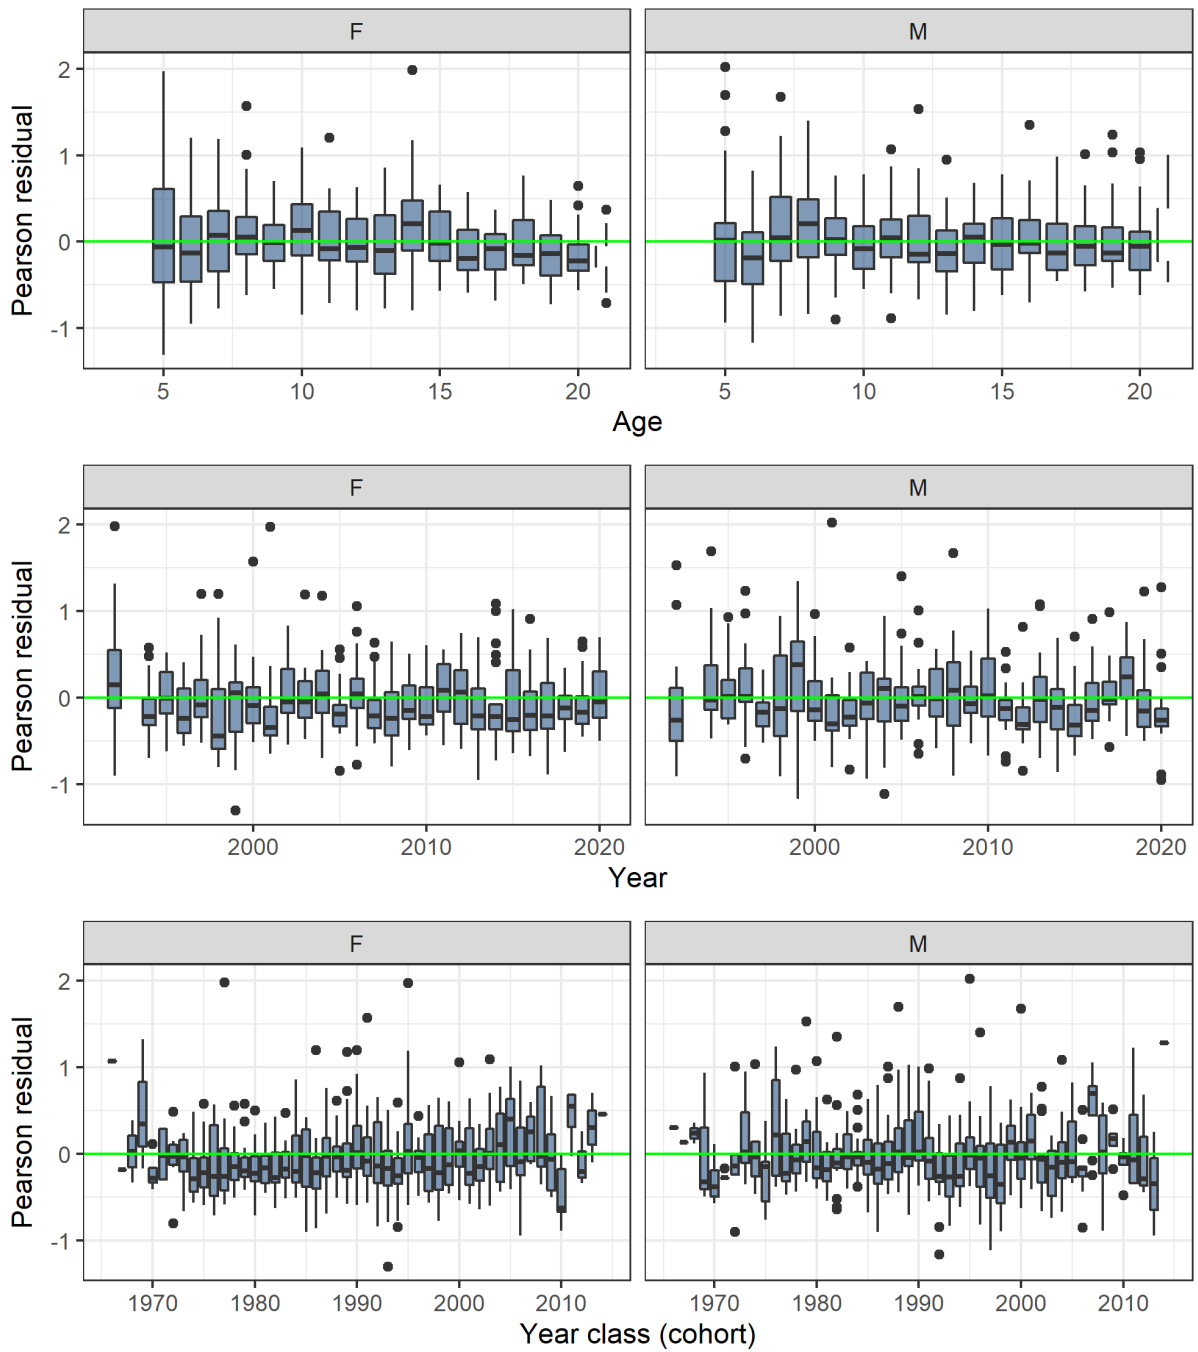 F M
Pearson residual
2
1
0
-1
5 10 15 20 5 10 15 20
Age
F M
Pearson residual
2
1
0
-1
2000 2010 2020 2000 2010 2020
Year
F M
Pearson residual
2
1
0
-1
1970 1980 1990 2000 2010 1970 1980 1990 2000 2010
Year class (cohort)